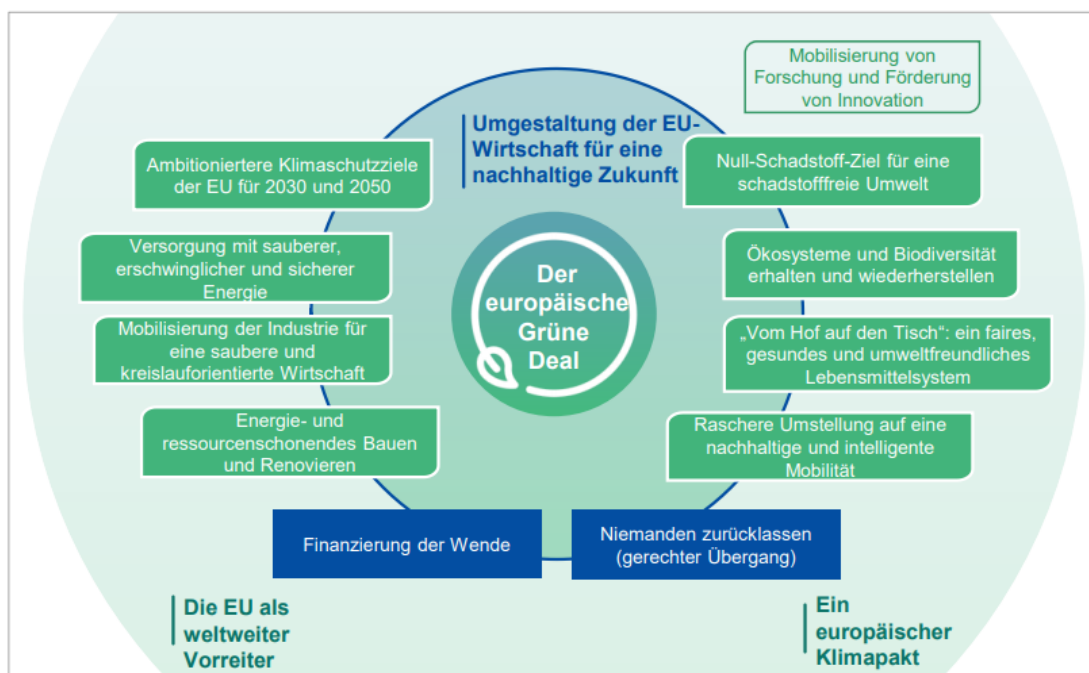 Mobilisierung von
Forschung und Förderung
von Innovation
Umgestaltung der EU-
Wirtschaft für eine
nachhaltige Zukunft
Ambitioniertere Klimaschutzziele
der EU für 2030 und 2050
Null-Schadstoff-Ziel für eine
schadstofffreie Umwelt
Versorgung mit sauberer,
erschwinglicher und sicherer
Energie
Ökosysteme und Biodiversität
erhalten und wiederherstellen
Der
europäische
Grüne
Deal
Mobilisierung der Industrie für
eine saubere und
kreislauforientierte Wirtschaft
„Vom Hof auf den Tisch“: ein faires,
gesundes und umweltfreundliches
Lebensmittelsystem
Energie- und
ressourcenschonendes Bauen
und Renovieren
Raschere Umstellung auf eine
nachhaltige und intelligente
Mobilität
Finanzierung der Wende
Niemanden zurücklassen
(gerechter Übergang)
Die EU als
weltweiter
Vorreiter
Ein
europäischer
Klimapakt